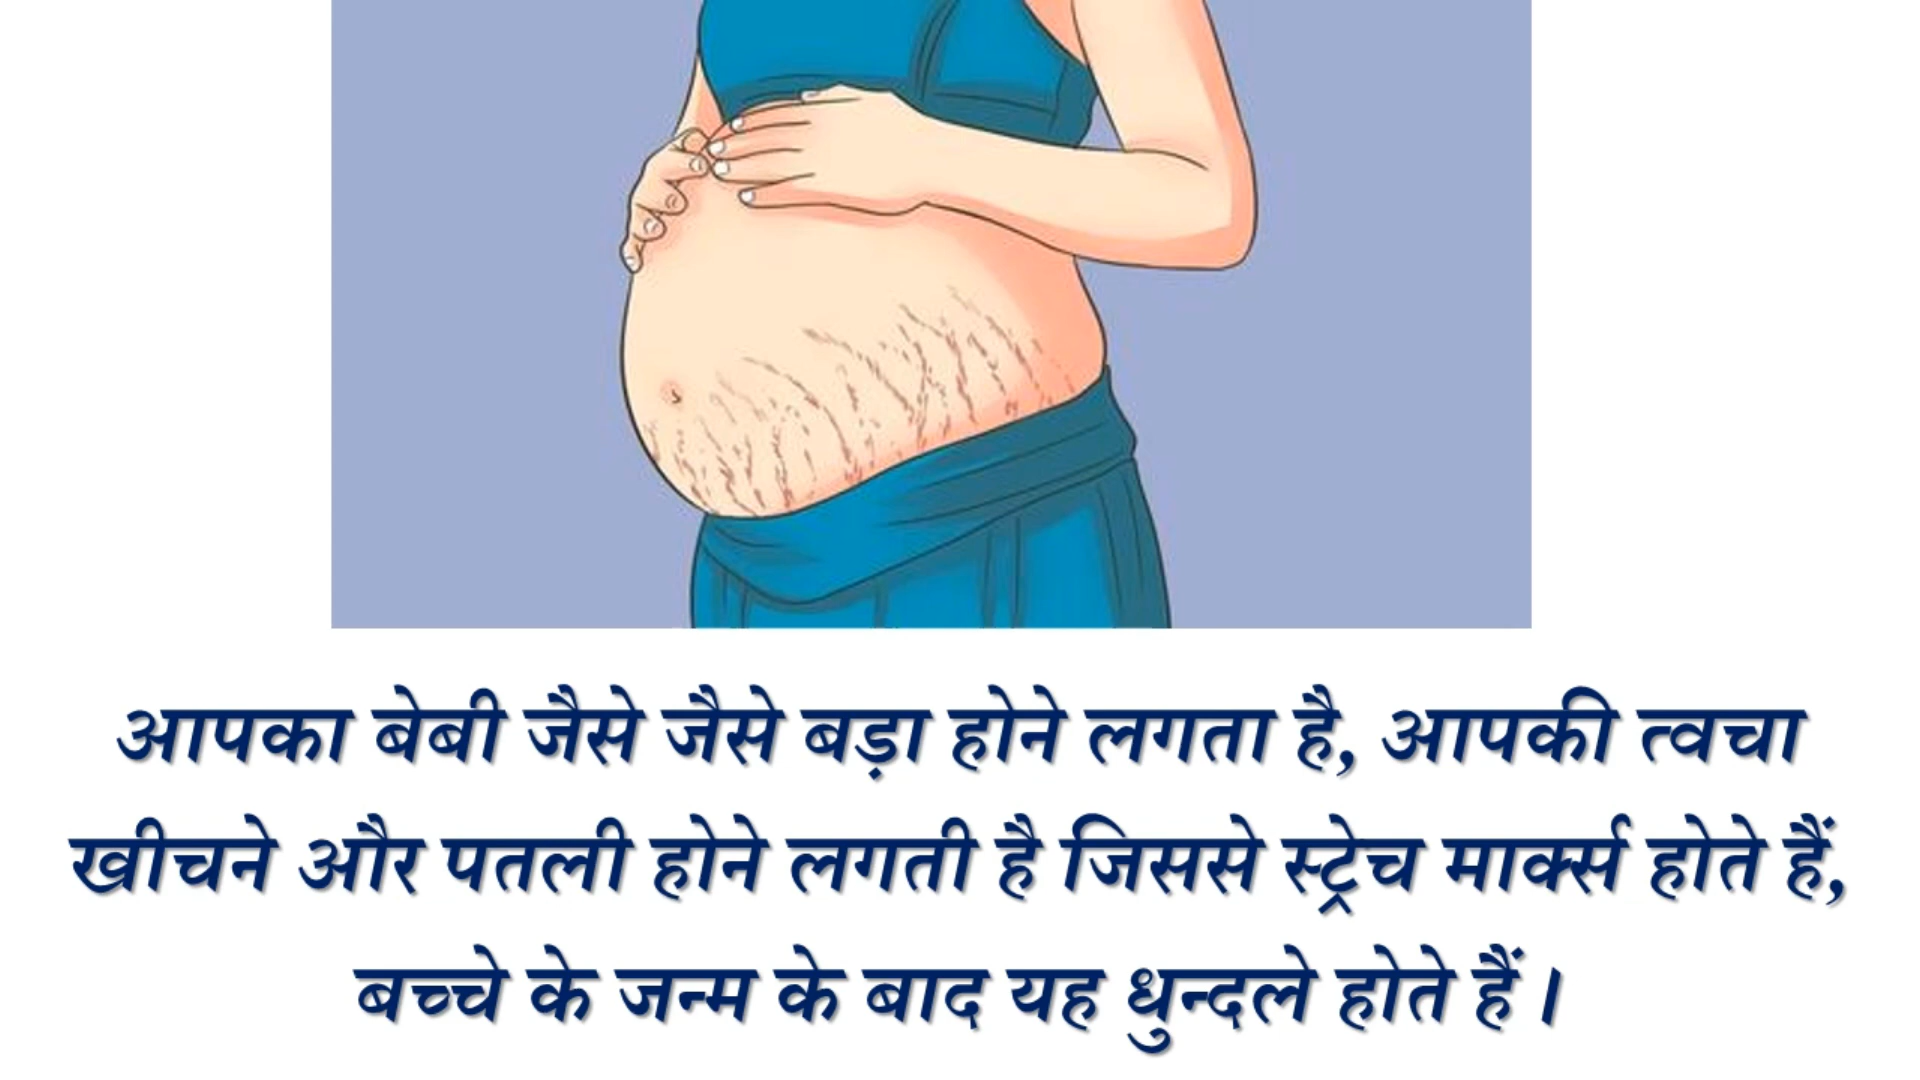 आपका बेबी जैसे जैसे बड़ा होने लगता है, आपकी त्वचा
खीचने और पतली होने लगती है जिससे स्ट्रेच मार्क्स होते हैं,
बच्चे के जन्म के बाद यह धुन्दले होते हैं।